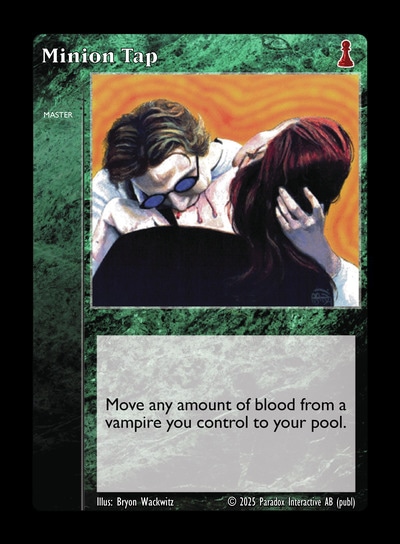 Minion Tap
MASTER
Move any amount of blood from a
vampire you control to your pool.
Illus: Bryon Wackwitz © 2025 Paradox Interactive AB (publ)